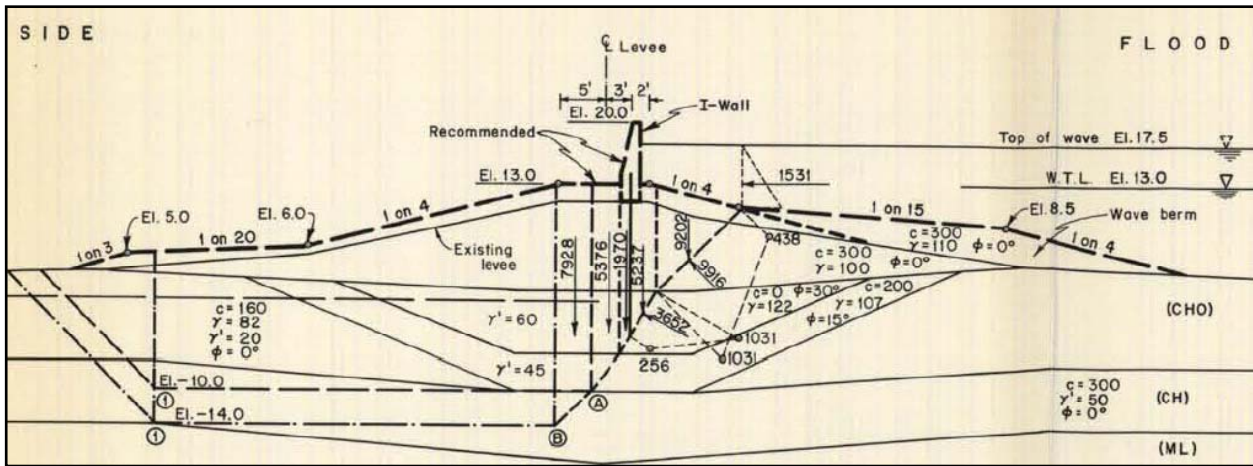 SIDE
FLOOD
℄ Levee
5' 3' 2'
I-Wall
El. 20.0
Recommended
Top of wave El. 17.5
El. 13.0
1531
W.T.L. El. 13.0
1 on 4
1 on 4
El. 5.0
El. 6.0
1 on 15
El. 8.5
Wave berm
1 on 3
1 on 20
Existing levee
1 on 4
438
c=300
γ=110 φ=0°
c=300
γ=100 φ=0°
7928
5376
1970
5237
9202
9916
3657
c=0 φ=30°
γ=122
c=200
γ=107
φ=15°
c=160
γ=82
γ'=20
φ=0°
γ'=60
(CHO)
1031
1031
256
γ'=45
El.-10.0
① Ⓐ
El.-14.0
① Ⓑ
c=300
γ'=50
φ=0°
(CH)
(ML)